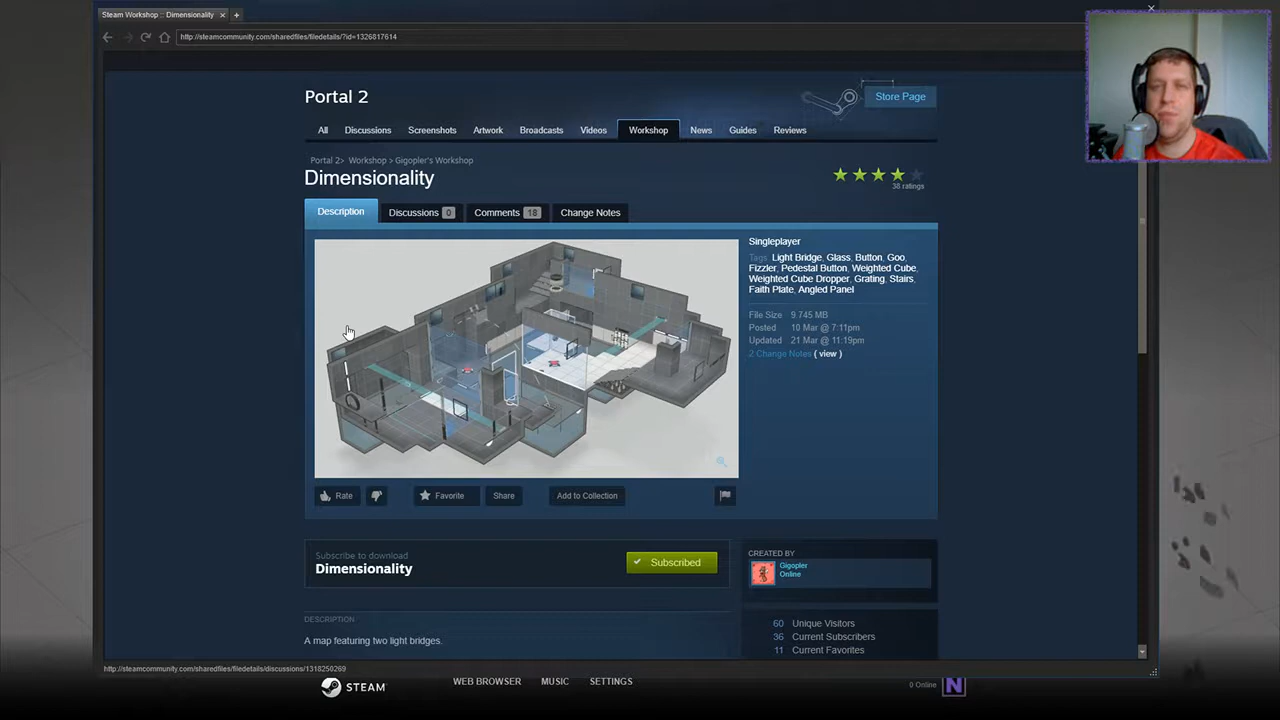 Steam Workshop :: Dimensionality
http://steamcommunity.com/sharedfiles/filedetails/?id=1326817614
Portal 2
Store Page
All Discussions Screenshots Artwork Broadcasts Videos Workshop News Guides Reviews
Portal 2> Workshop > Gigopler's Workshop
Dimensionality
38 ratings
Description Discussions 0 Comments 18 Change Notes
Singleplayer
Tags: Light Bridge, Glass, Button, Goo,
Fizzler, Pedestal Button, Weighted Cube,
Weighted Cube Dropper, Grating, Stairs,
Faith Plate, Angled Panel
File Size 9.745 MB
Posted 10 Mar @ 7:11pm
Updated 21 Mar @ 11:19pm
2 Change Notes ( view )
Rate Favorite Share Add to Collection
Subscribe to download
Dimensionality
Subscribed
CREATED BY
Gigopler
Online
DESCRIPTION
A map featuring two light bridges.
60 Unique Visitors
36 Current Subscribers
11 Current Favorites
http://steamcommunity.com/sharedfiles/filedetails/discussions/1318250269
STEAM
WEB BROWSER MUSIC SETTINGS
0 Online
N